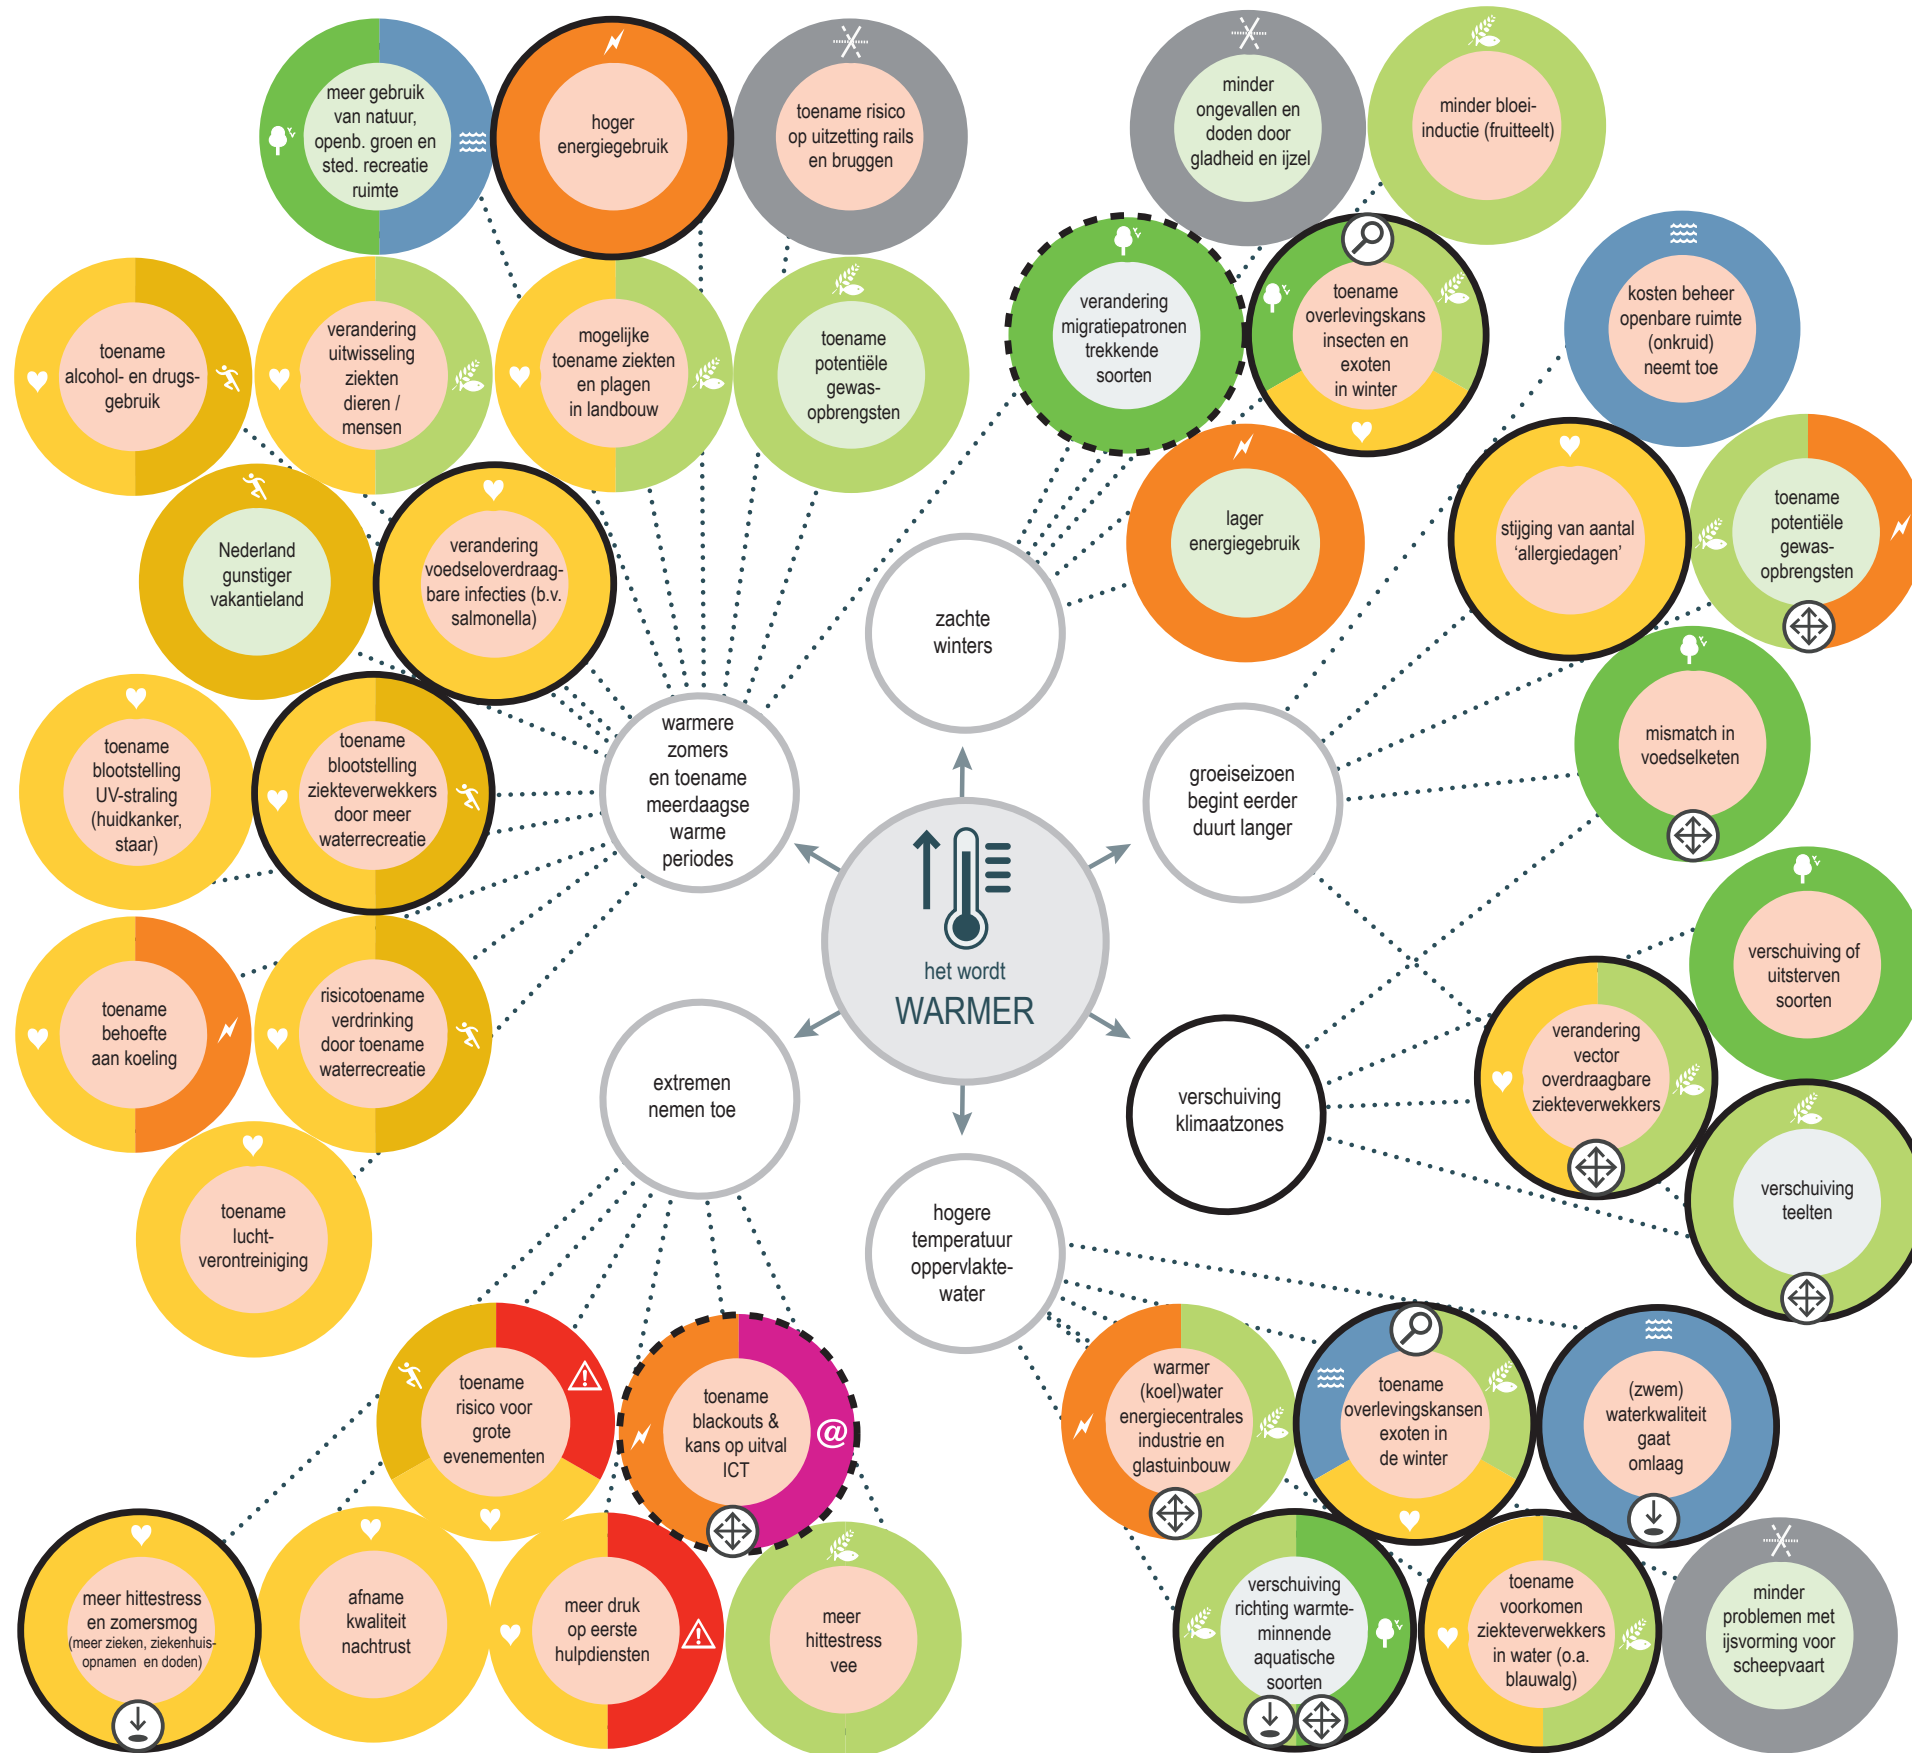 meer gebruik
van natuur,
openb. groen en
sted. recreatie
ruimte
hoger
energiegebruik
toename risico
op uitzetting rails
en bruggen
minder
ongevallen en
doden door
gladheid en ijzel
minder bloei-
inductie (fruitteelt)
toename
alcohol- en drugs-
gebruik
verandering
uitwisseling
ziekten
dieren /
mensen
mogelijke
toename ziekten
en plagen
in landbouw
toename
potentiële
gewas-
opbrengsten
verandering
migratiepatronen
trekkende
soorten
toename
overlevingskans
insecten en
exoten
in winter
kosten beheer
openbare ruimte
(onkruid)
neemt toe
Nederland
gunstiger
vakantieland
verandering
voedseloverdraag-
bare infecties (b.v.
salmonella)
lager
energiegebruik
stijging van aantal
‘allergiedagen’
toename
potentiële
gewas-
opbrengsten
zachte
winters
toename
blootstelling
UV-straling
(huidkanker,
staar)
toename
blootstelling
ziekteverwekkers
door meer
waterrecreatie
warmere
zomers
en toename
meerdaagse
warme
periodes
groeiseizoen
begint eerder
duurt langer
mismatch in
voedselketen
het wordt
WARMER
verschuiving of
uitsterven
soorten
toename
behoefte
aan koeling
risicotoename
verdrinking
door toename
waterrecreatie
extremen
nemen toe
verschuiving
klimaatzones
verandering
vector
overdraagbare
ziekteverwekkers
verschuiving
teelten
toename
lucht-
verontreiniging
hogere
temperatuur
oppervlakte-
water
toename
risico voor
grote
evenementen
toename
blackouts &
kans op uitval
ICT
@
warmer
(koel)water
energiecentrales
industrie en
glastuinbouw
toename
overlevingskansen
exoten in
de winter
(zwem)
waterkwaliteit
gaat
omlaag
meer hittestress
en zomersmog
(meer zieken, ziekenhuis-
opnamen en doden)
afname
kwaliteit
nachtrust
meer druk
op eerste
hulpdiensten
meer
hittestress
vee
verschuiving
richting warmte-
minnende
aquatische
soorten
toename
voorkomen
ziekteverwekkers
in water (o.a.
blauwalg)
minder
problemen met
ijsvorming voor
scheepvaart